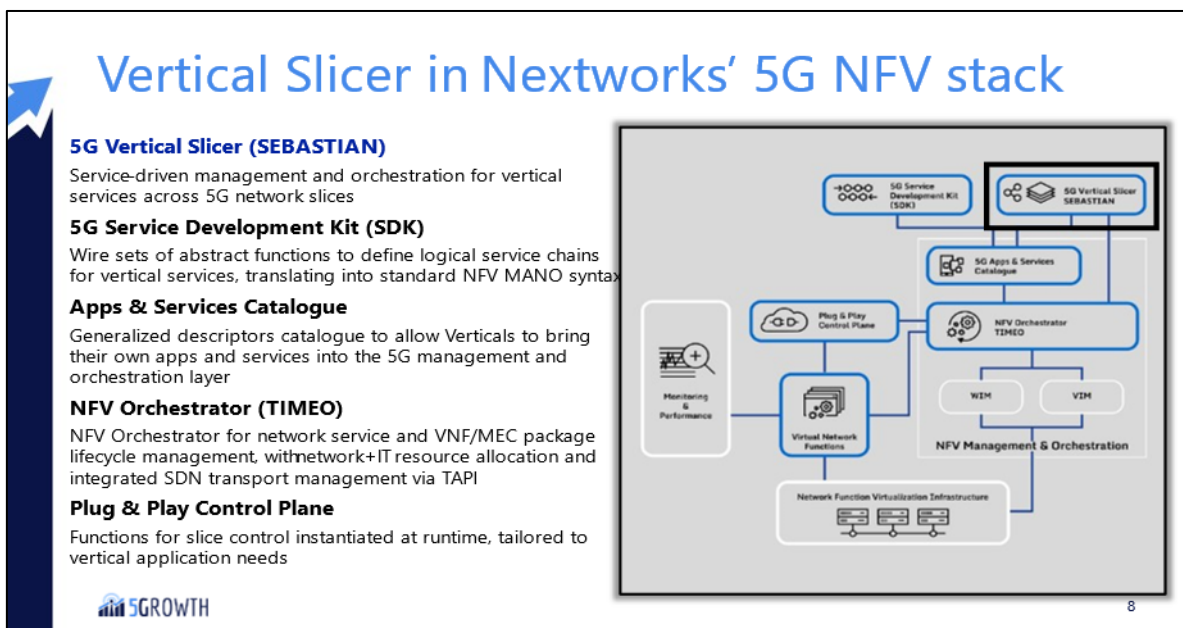 Vertical Slicer in Nextworks’ 5G NFV stack
5G Vertical Slicer (SEBASTIAN)
Service-driven management and orchestration for vertical
services across 5G network slices
5G Service Development Kit (SDK)
Wire sets of abstract functions to define logical service chains
for vertical services, translating into standard NFV MANO syntax
Apps & Services Catalogue
Generalized descriptors catalogue to allow Verticals to bring
their own apps and services into the 5G management and
orchestration layer
NFV Orchestrator (TIMEO)
NFV Orchestrator for network service and VNF/MEC package
lifecycle management, withnetwork+IT resource allocation and
integrated SDN transport management via TAPI
Plug & Play Control Plane
Functions for slice control instantiated at runtime, tailored to
vertical application needs
5G Service
Development Kit
(SDK)
5G Vertical Slicer
SEBASTIAN
5G Apps & Services
Catalogue
Plug & Play
Control Plane
NFV Orchestrator
TIMEO
Monitoring
&
Performance
WIM
VIM
Virtual Network
Functions
NFV Management & Orchestration
Network Function Virtualization Infrastructure
5GROWTH
8